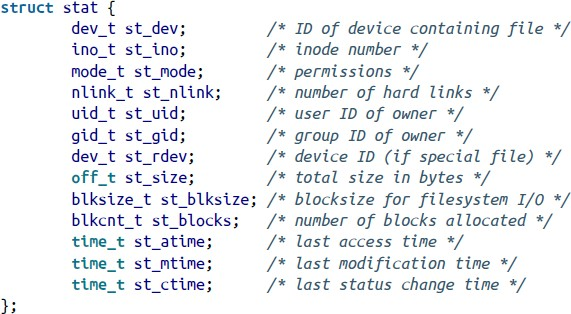 struct stat {
dev_t st_dev; /* ID of device containing file */
ino_t st_ino; /* inode number */
mode_t st_mode; /* permissions */
nlink_t st_nlink; /* number of hard links */
uid_t st_uid; /* user ID of owner */
gid_t st_gid; /* group ID of owner */
dev_t st_rdev; /* device ID (if special file) */
off_t st_size; /* total size in bytes */
blksize_t st_blksize; /* blocksize for filesystem I/O */
blkcnt_t st_blocks; /* number of blocks allocated */
time_t st_atime; /* last access time */
time_t st_mtime; /* last modification time */
time_t st_ctime; /* last status change time */
};